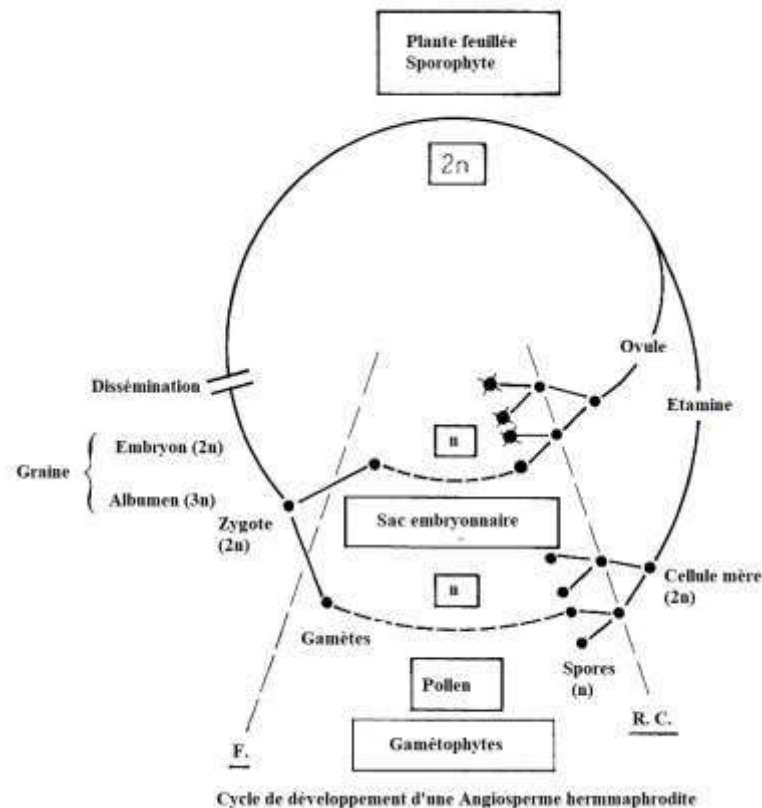 Plante feuillée
Sporophyte
2n
Ovule
Dissémination
Etamine
Embryon (2n)
n
Graine
Albumen (3n)
Zygote
(2n)
Sac embryonnaire
Cellule mère
(2n)
n
Gamètes
Spores
(n)
Pollen
R. C.
F.
Gamétophytes
Cycle de développement d'une Angiosperme hermmaphrodite